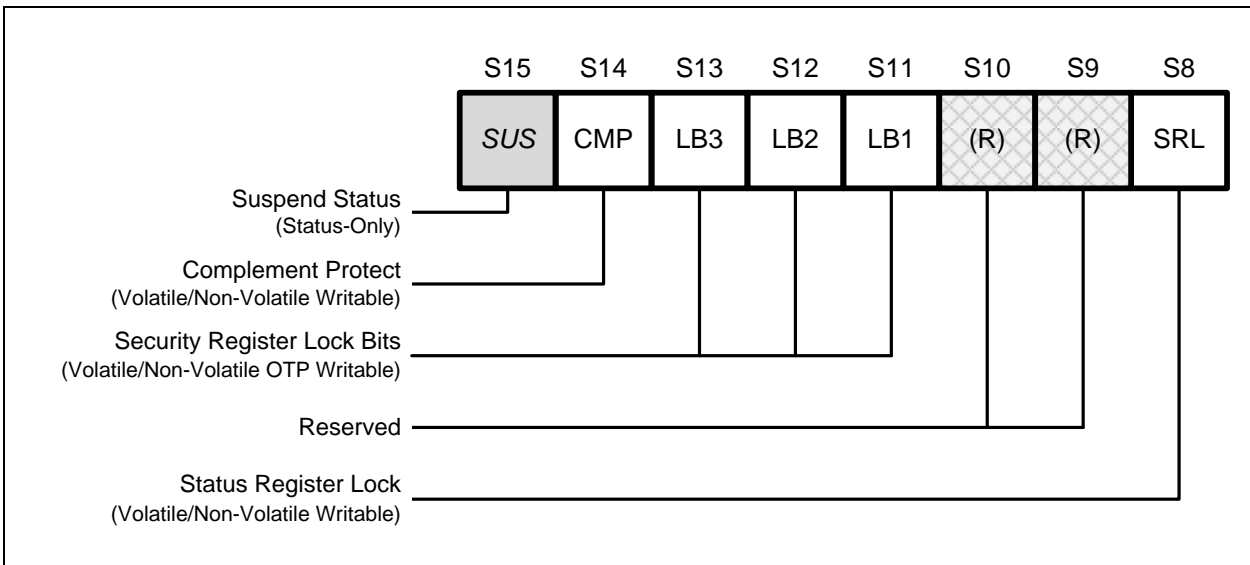 S15 S14 S13 S12 S11 S10 S9 S8
SUS CMP LB3 LB2 LB1 (R) (R) SRL
Suspend Status
(Status-Only)
Complement Protect
(Volatile/Non-Volatile Writable)
Security Register Lock Bits
(Volatile/Non-Volatile OTP Writable)
Reserved
Status Register Lock
(Volatile/Non-Volatile Writable)